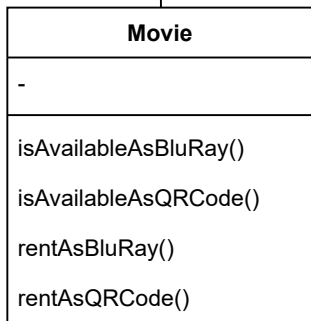 Movie
-
isAvailableAsBluRay()
isAvailableAsQRCode()
rentAsBluRay()
rentAsQRCode()